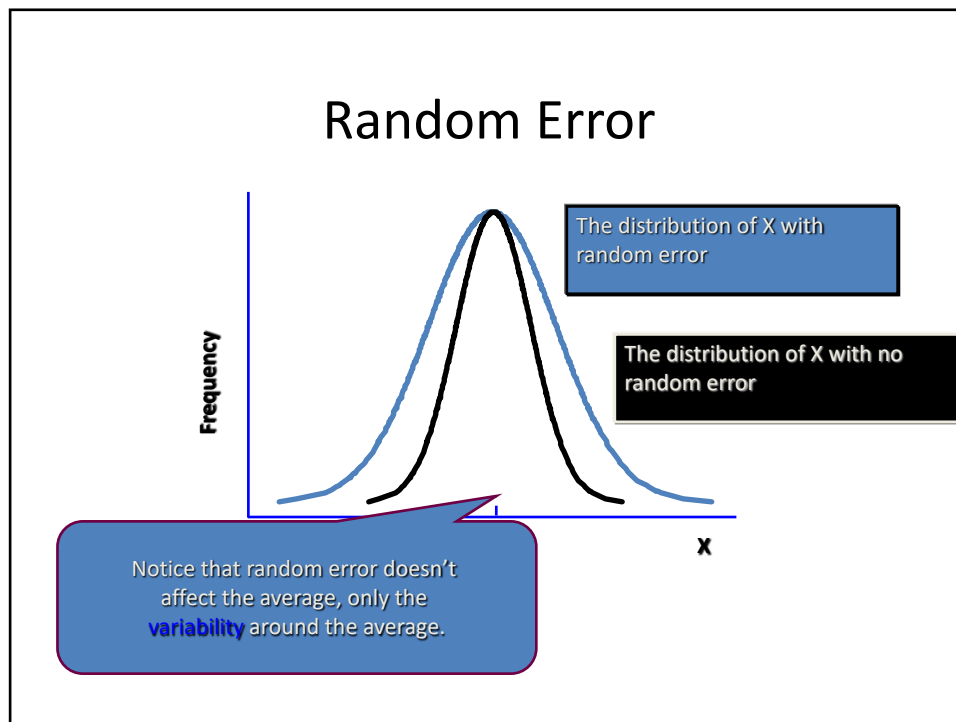 Random Error
The distribution of X with
random error
The distribution of X with no
random error
Frequency
X
Notice that random error doesn’t
affect the average, only the
variability around the average.